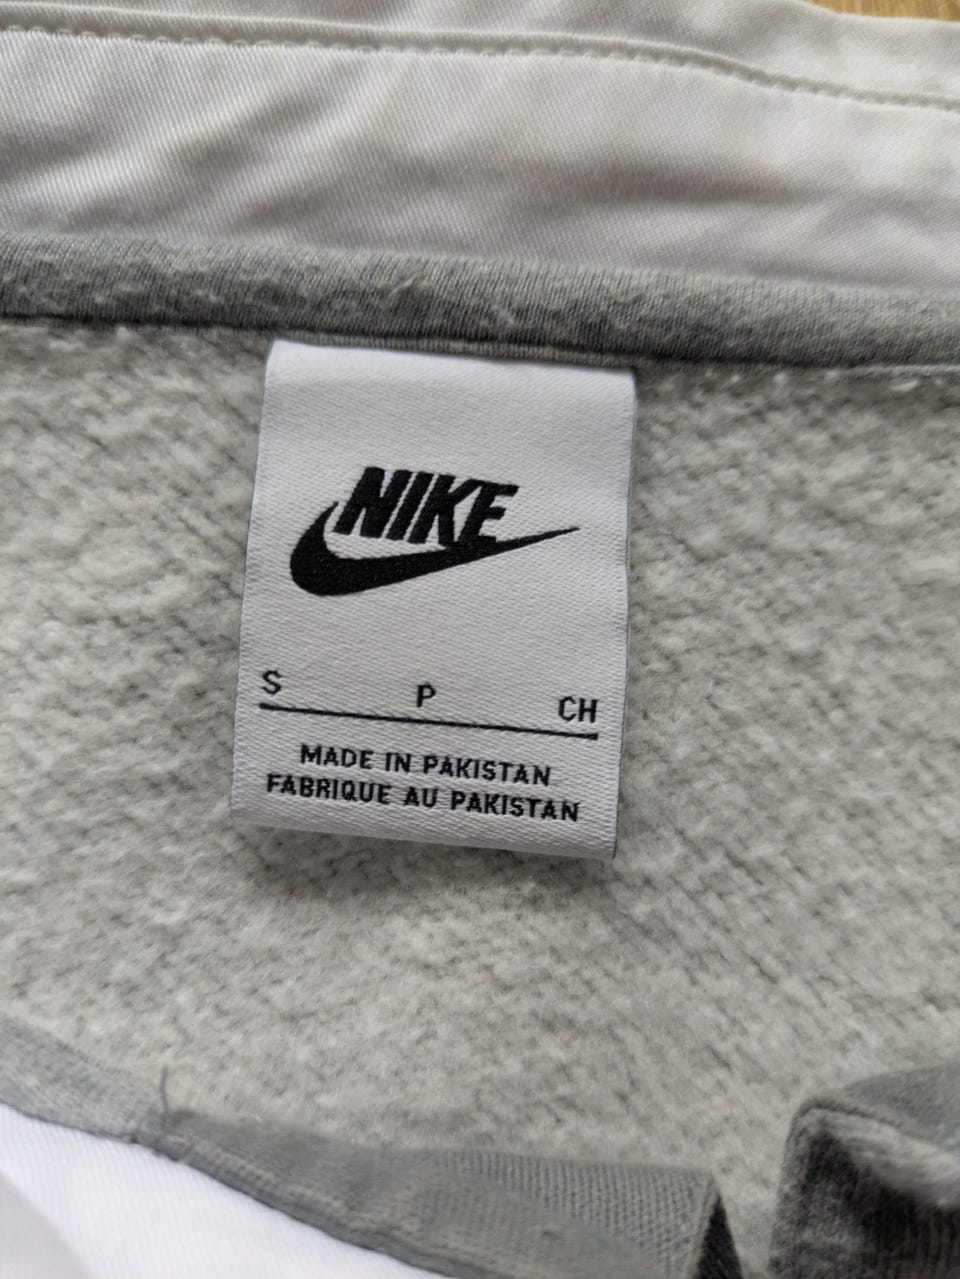 NIKE
S P CH
MADE IN PAKISTAN
FABRIQUE AU PAKISTAN